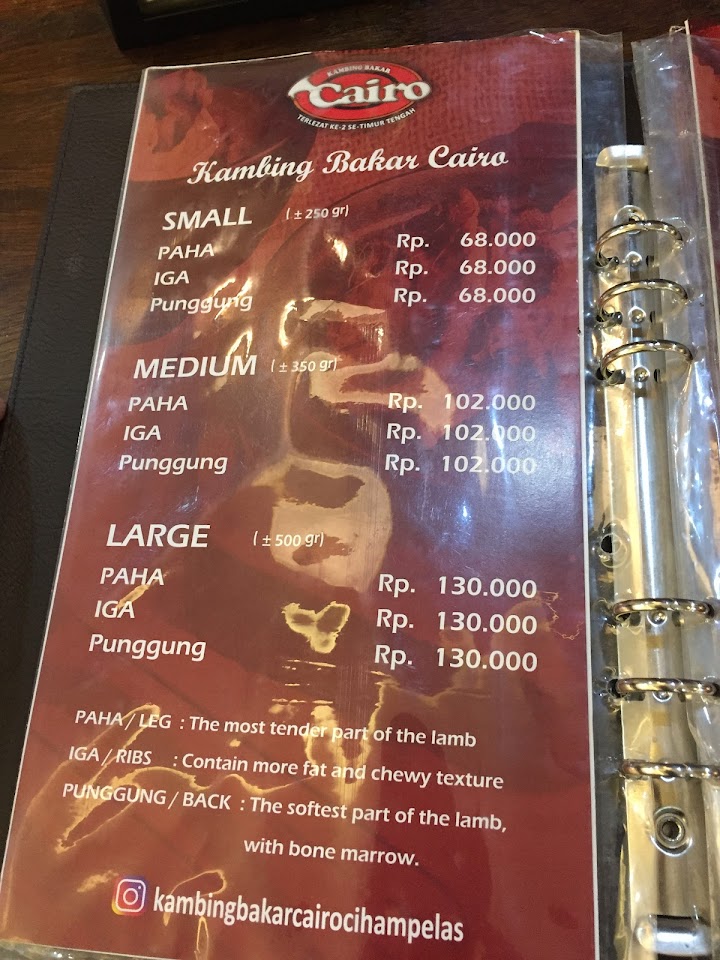 KAMBING BAKAR
Cairo
TERLEZAT KE-2 SE-TIMUR TENGAH
Kambing Bakar Cairo
SMALL ( ± 250 gr)
PAHA Rp. 68.000
IGA Rp. 68.000
Punggung Rp. 68.000
MEDIUM ( ± 350 gr)
PAHA Rp. 102.000
IGA Rp. 102.000
Punggung Rp. 102.000
LARGE ( ± 500 gr)
PAHA Rp. 130.000
IGA Rp. 130.000
Punggung Rp. 130.000
PAHA / LEG : The most tender part of the lamb
IGA / RIBS : Contain more fat and chewy texture
PUNGGUNG / BACK : The softest part of the lamb,
with bone marrow.
kambingbakarcairocihampelas